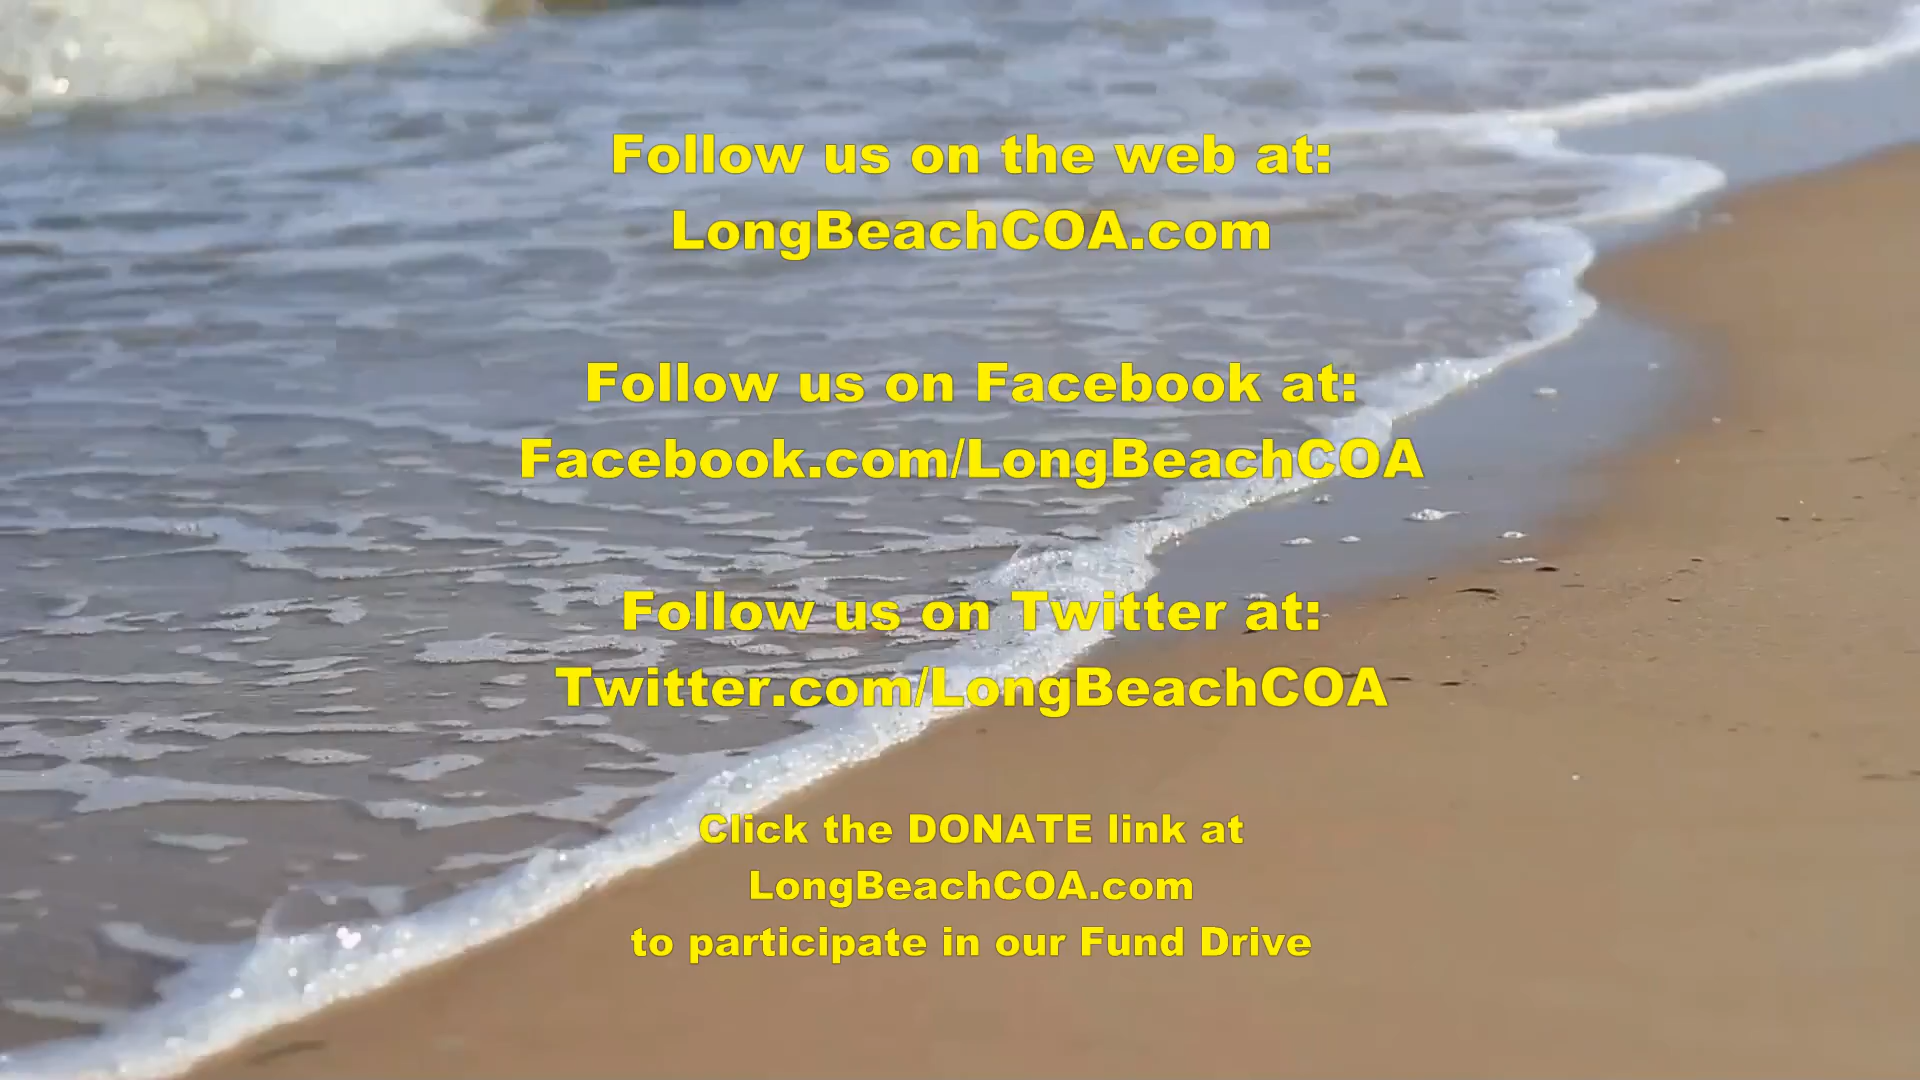 Follow us on the web at:
LongBeachCOA.com
Follow us on Facebook at:
Facebook.com/LongBeachCOA
Follow us on Twitter at:
Twitter.com/LongBeachCOA
Click the DONATE link at
LongBeachCOA.com
to participate in our Fund Drive